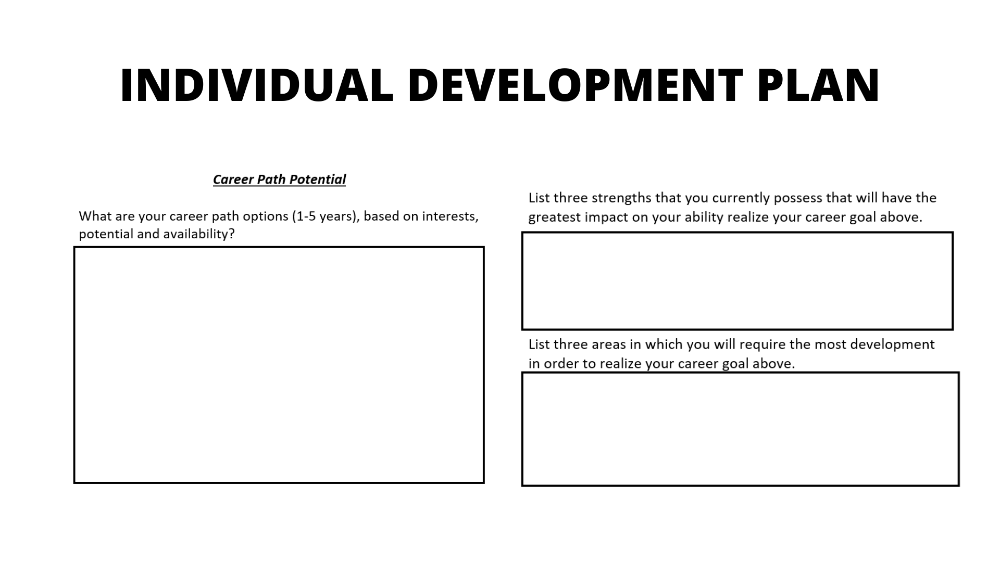 INDIVIDUAL DEVELOPMENT PLAN
Career Path Potential
What are your career path options (1-5 years), based on interests,
potential and availability?
List three strengths that you currently possess that will have the
greatest impact on your ability realize your career goal above.
List three areas in which you will require the most development
in order to realize your career goal above.